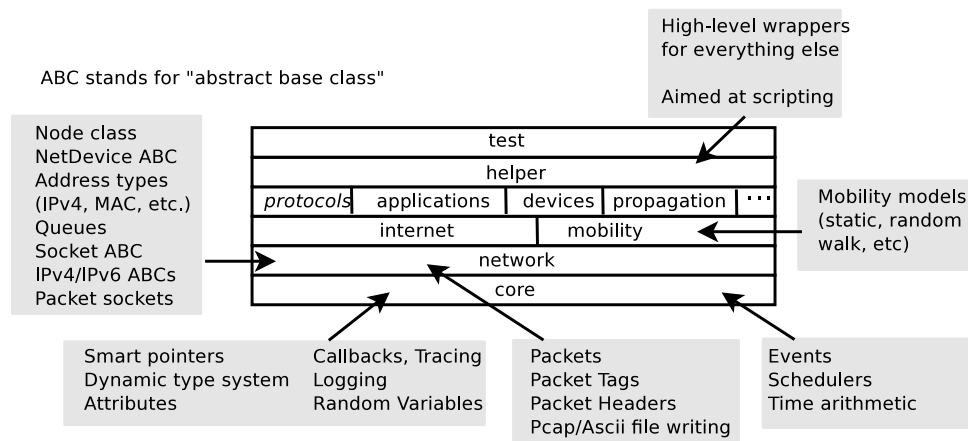 High-level wrappers
for everything else
Aimed at scripting
ABC stands for "abstract base class"
Node class
NetDevice ABC
Address types
(IPv4, MAC, etc.)
Queues
Socket ABC
IPv4/IPv6 ABCs
Packet sockets
test
helper
protocols applications devices propagation ...
internet mobility
network
core
Mobility models
(static, random
walk, etc)
Smart pointers
Dynamic type system
Attributes
Callbacks, Tracing
Logging
Random Variables
Packets
Packet Tags
Packet Headers
Pcap/Ascii file writing
Events
Schedulers
Time arithmetic